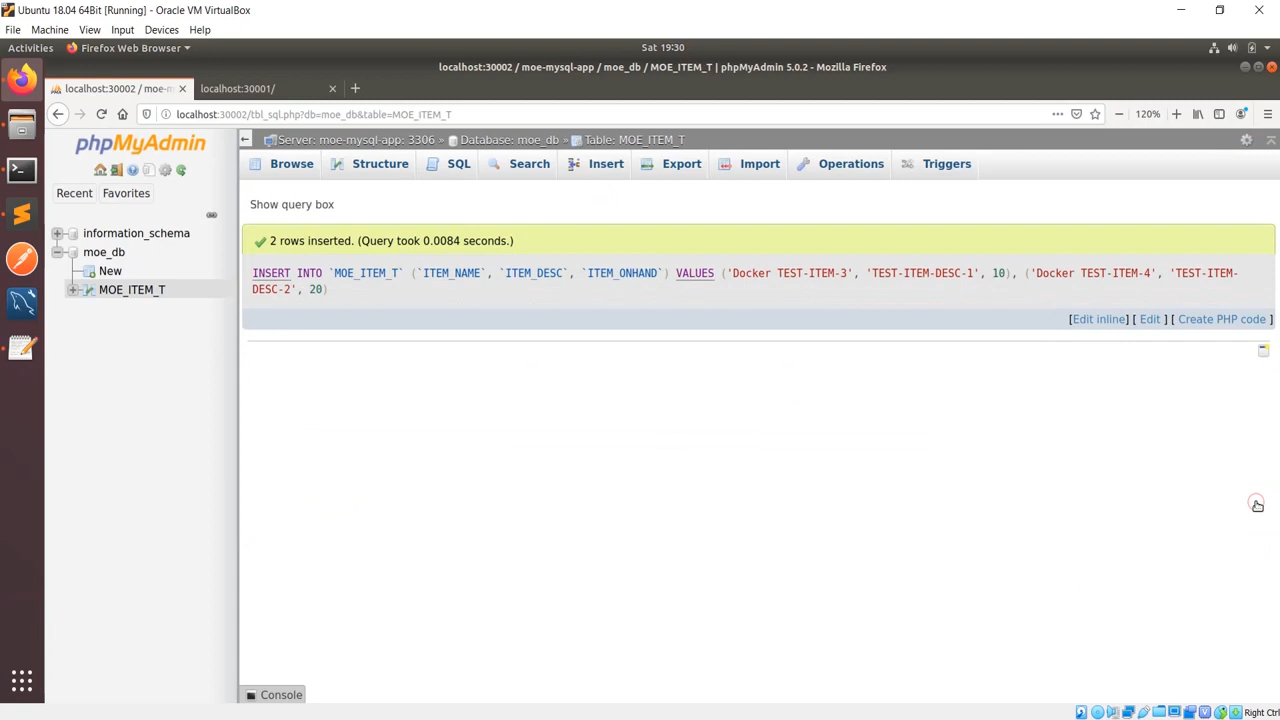 Ubuntu 18.04 64Bit [Running] - Oracle VM VirtualBox
File Machine View Input Devices Help
Activities Firefox Web Browser Sat 19:30
localhost:30002 / moe-mysql-app / moe_db / MOE_ITEM_T | phpMyAdmin 5.0.2 - Mozilla Firefox
localhost:30002 / moe-m localhost:30001/
localhost:30002/tbl_sql.php?db=moe_db&table=MOE_ITEM_T 120%
phpMyAdmin
Server: moe-mysql-app: 3306 » Database: moe_db » Table: MOE_ITEM_T
Browse Structure SQL Search Insert Export Import Operations Triggers
Recent Favorites
Show query box
information_schema
moe_db
New
MOE_ITEM_T
2 rows inserted. (Query took 0.0084 seconds.)
INSERT INTO `MOE_ITEM_T` (`ITEM_NAME`, `ITEM_DESC`, `ITEM_ONHAND`) VALUES ('Docker TEST-ITEM-3', 'TEST-ITEM-DESC-1', 10), ('Docker TEST-ITEM-4', 'TEST-ITEM-
DESC-2', 20)
[Edit inline] [ Edit ] [ Create PHP code ]
Console
Right Ctrl